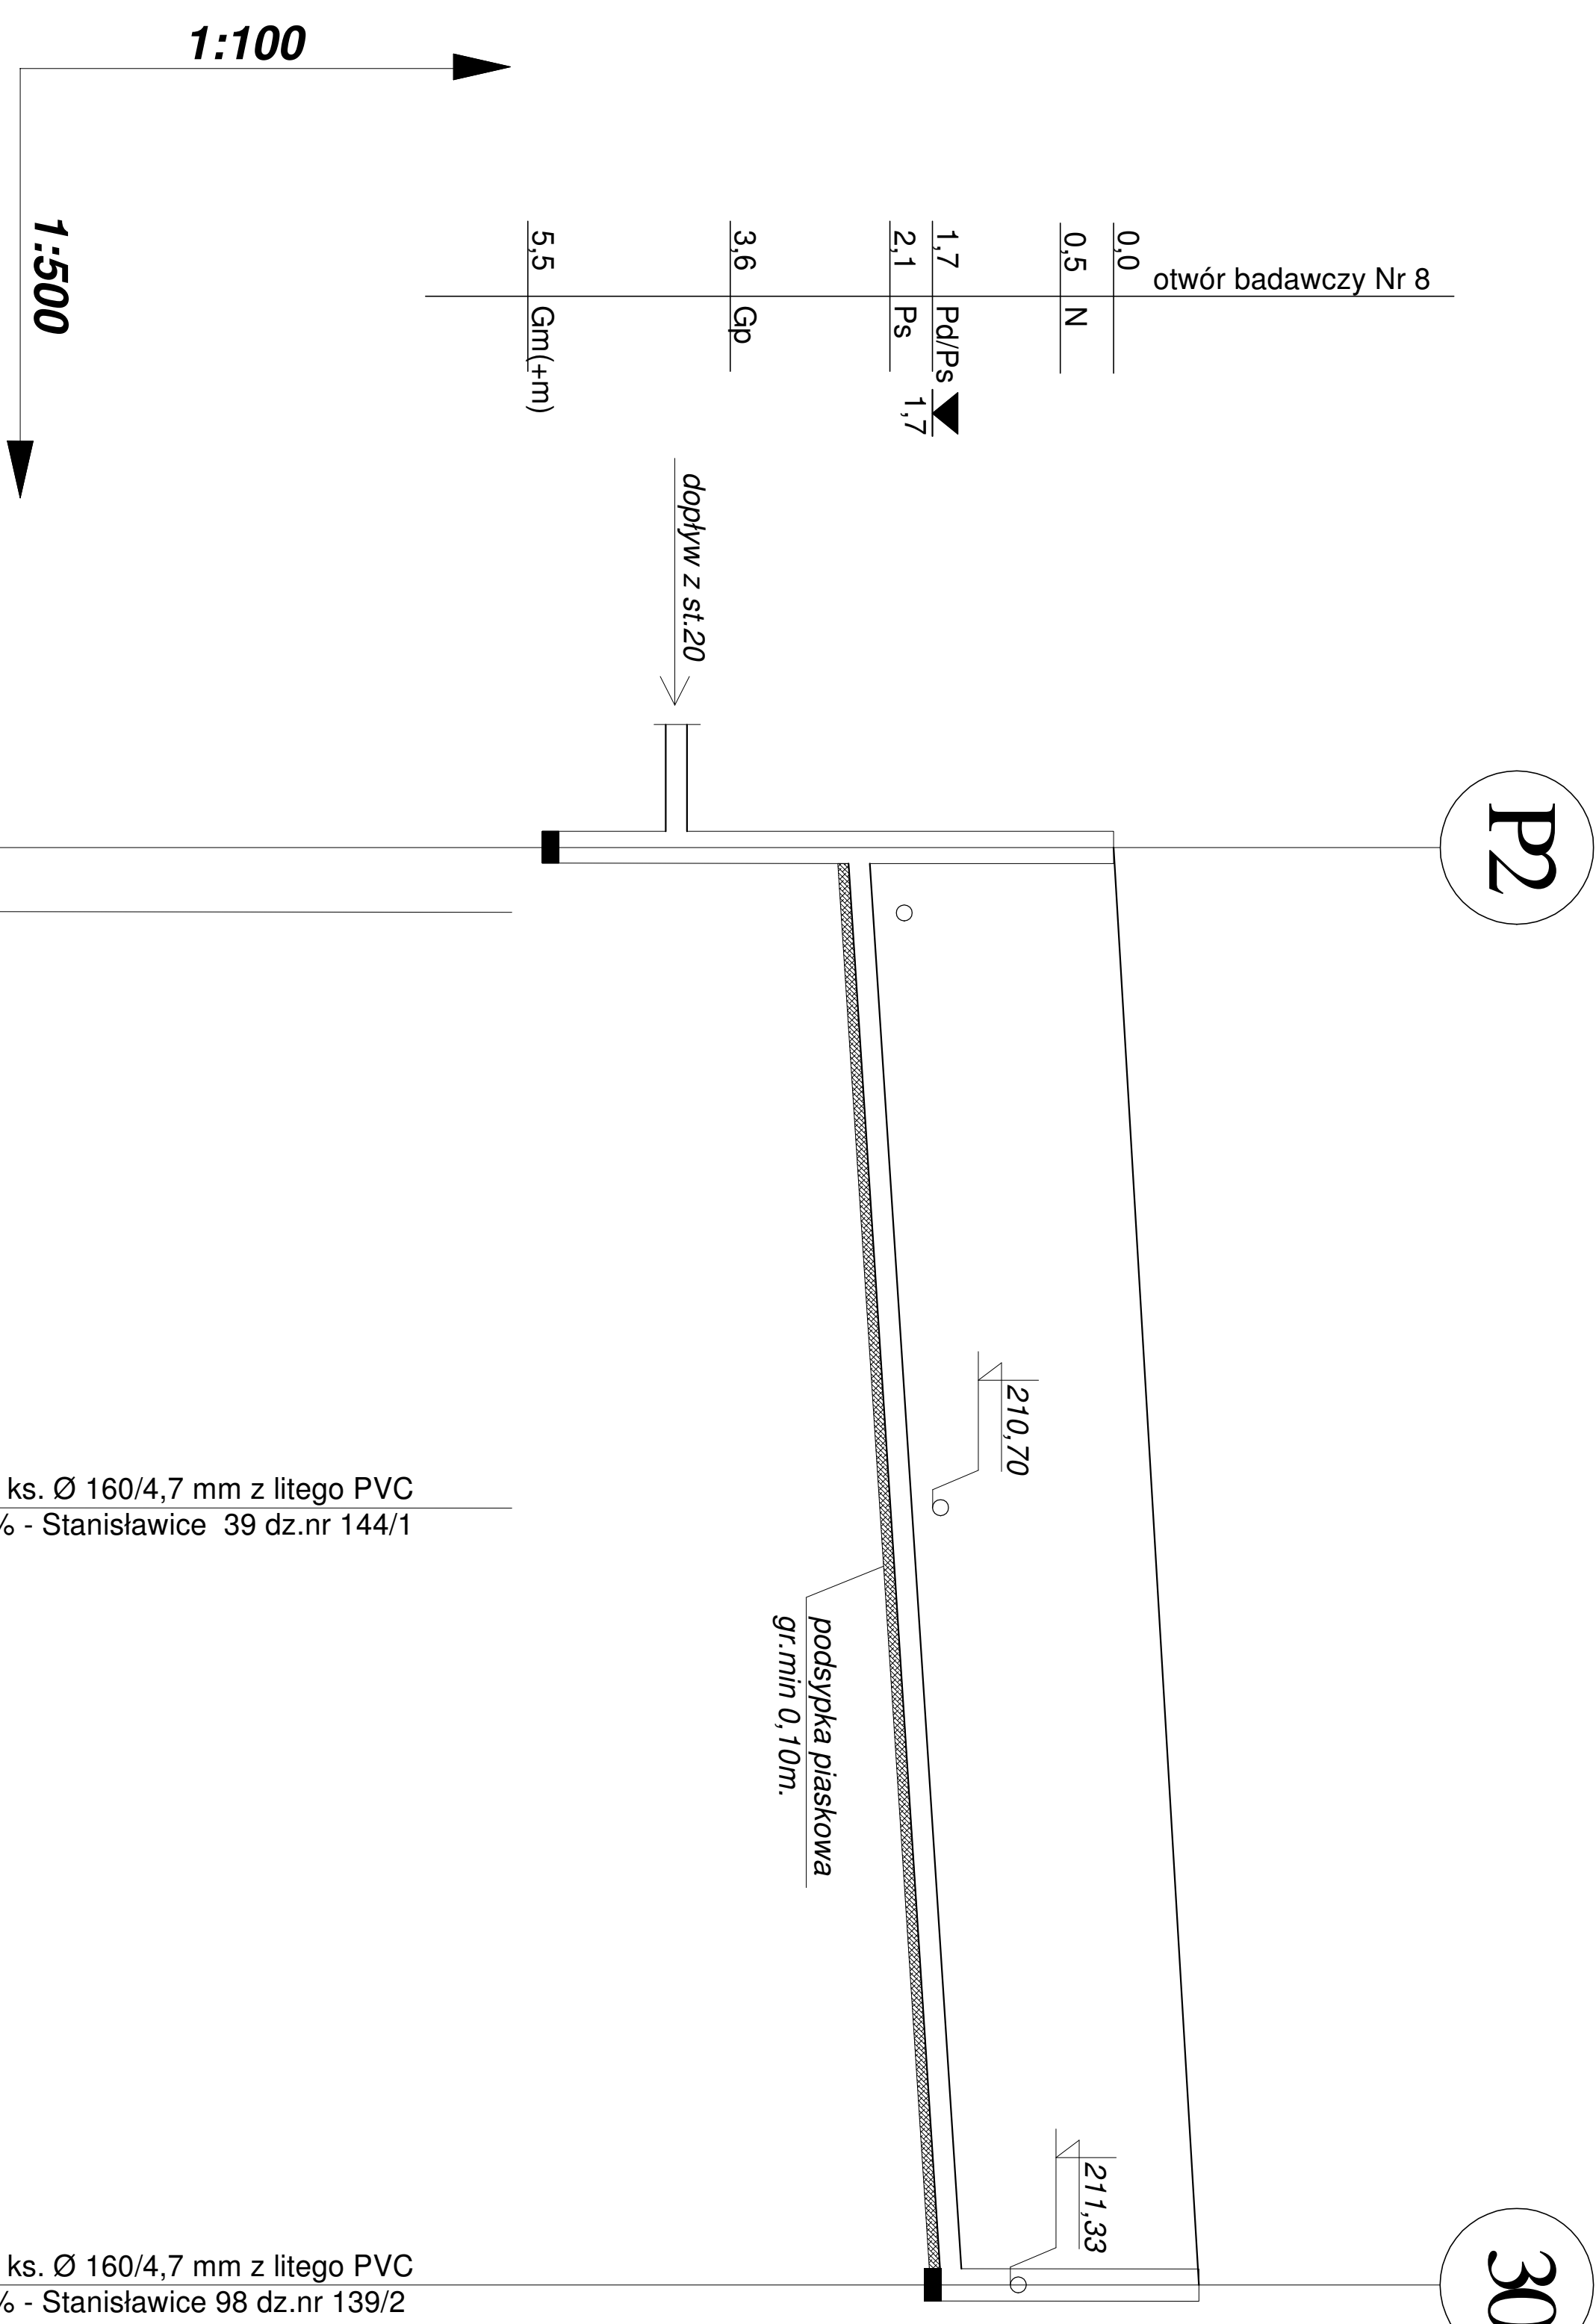 1:100
1:500
otwór badawczy Nr 8
0,0
0,5 N
1,7 Pd/Ps
1,7
2,1 Ps
3,6 Gp
5,5 Gm(+m)
dopływ z st.20
P2
210,70
podsypka piaskowa
gr.min 0,10m.
211,33
30
ks. Ø 160/4,7 mm z litego PVC
% - Stanisławice 39 dz.nr 144/1
ks. Ø 160/4,7 mm z litego PVC
% - Stanisławice 98 dz.nr 139/2